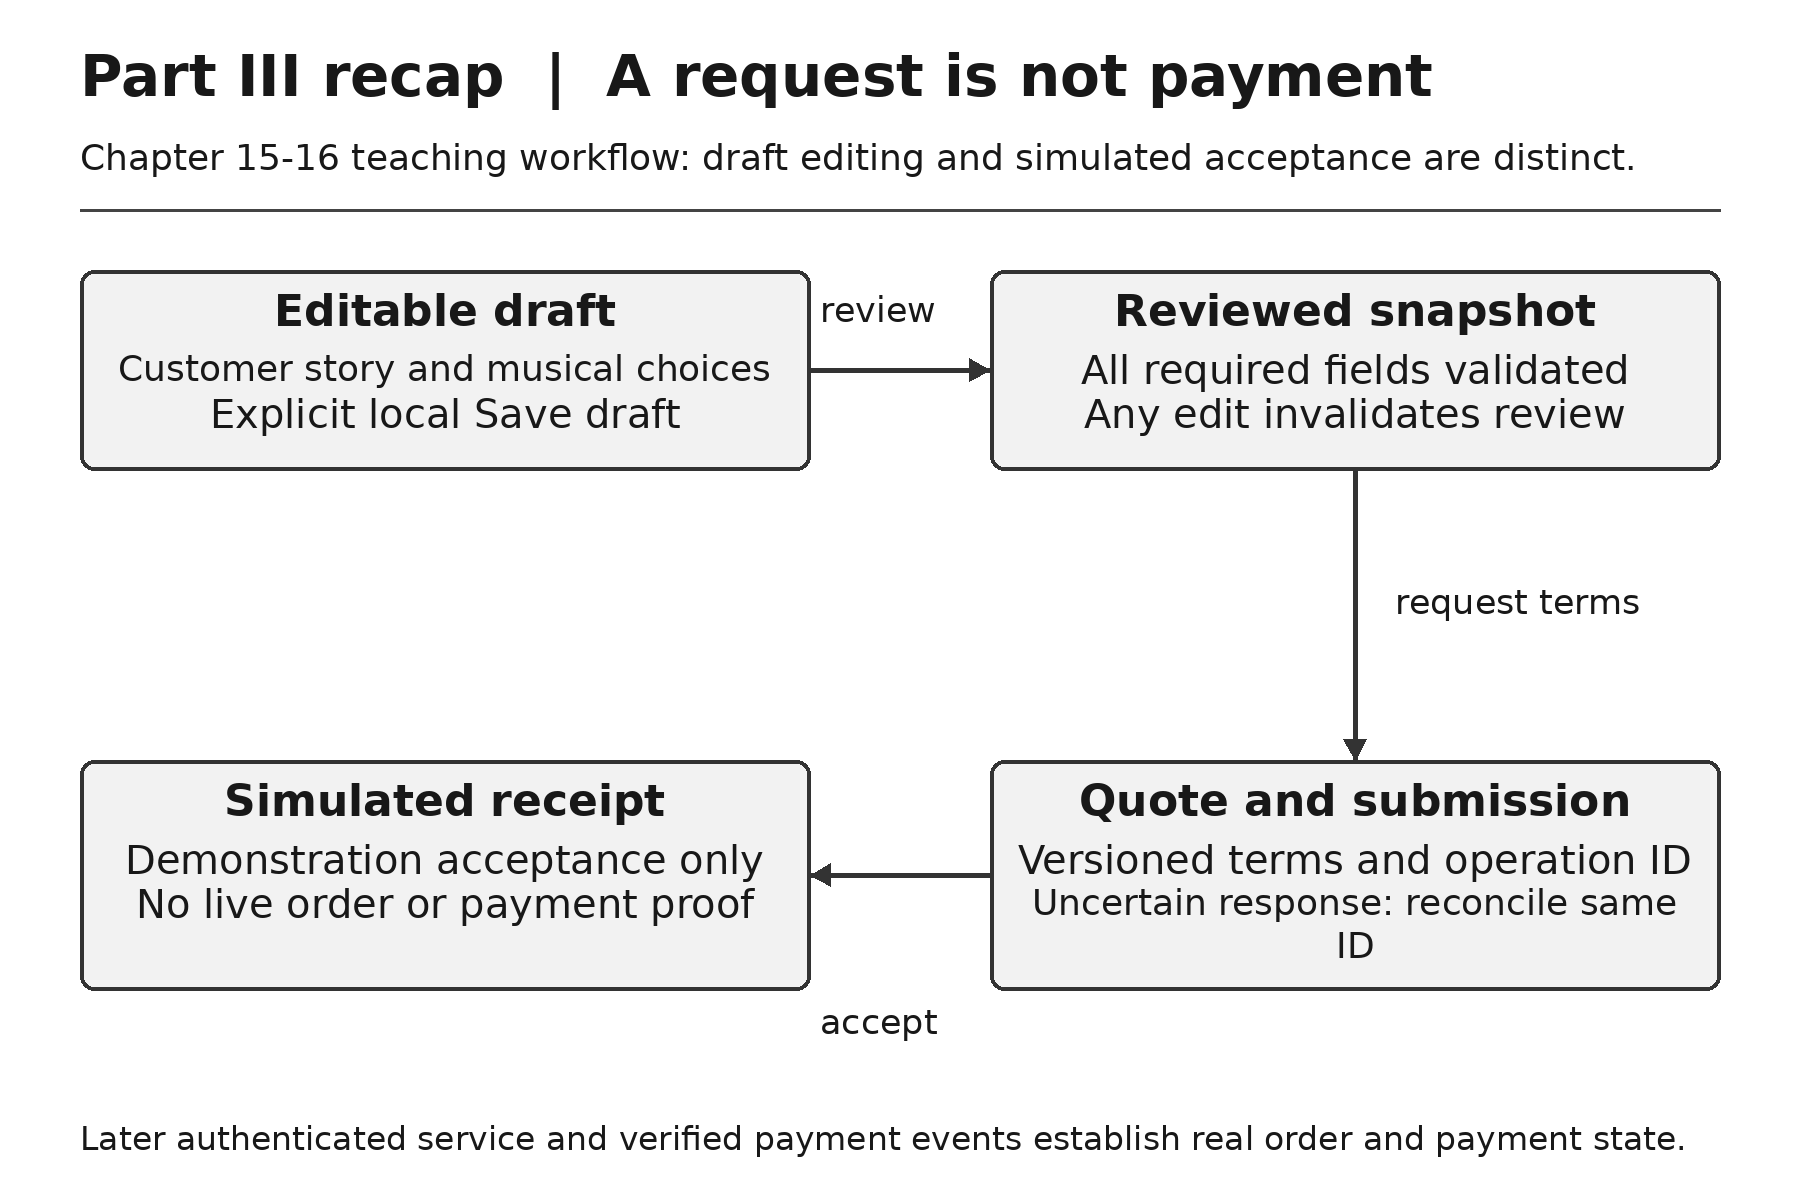 Part III recap | A request is not payment
Chapter 15-16 teaching workflow: draft editing and simulated acceptance are distinct.
Editable draft
Customer story and musical choices
Explicit local Save draft
review
Reviewed snapshot
All required fields validated
Any edit invalidates review
request terms
Simulated receipt
Demonstration acceptance only
No live order or payment proof
Quote and submission
Versioned terms and operation ID
Uncertain response: reconcile same
ID
accept
Later authenticated service and verified payment events establish real order and payment state.